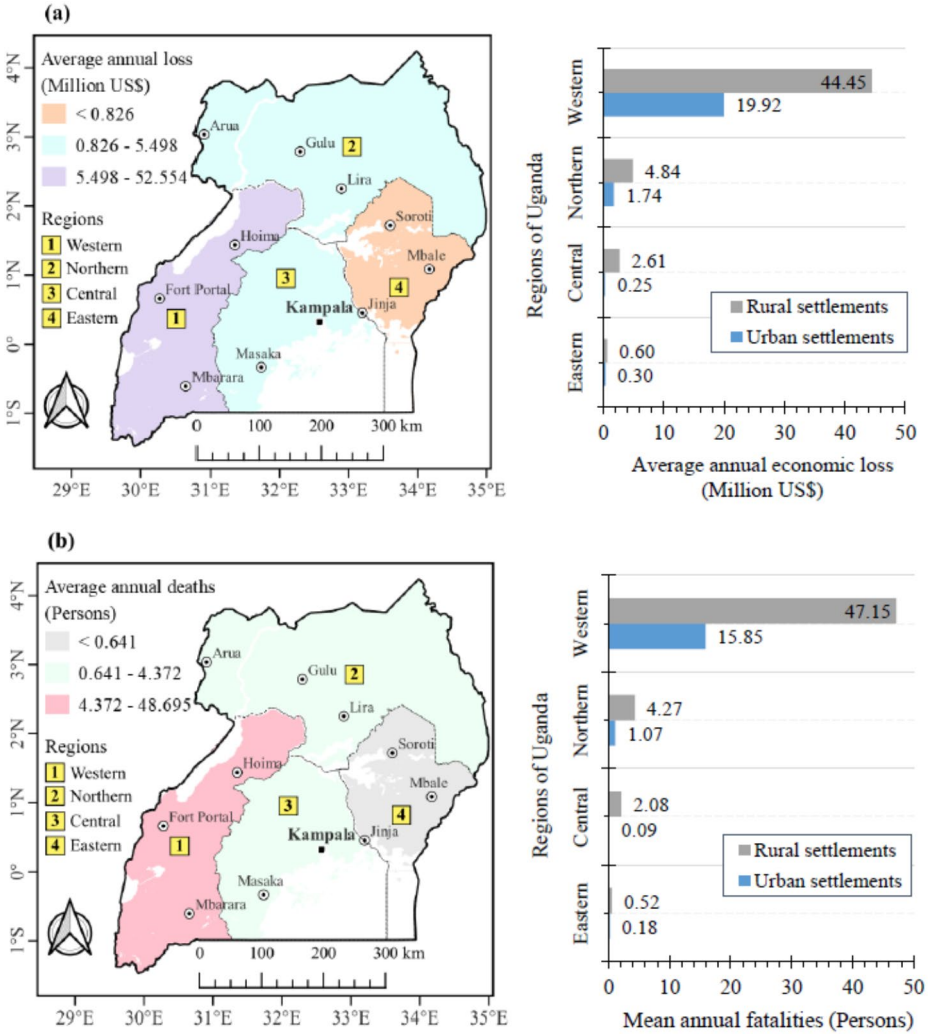 (a)
Average annual loss
(Million US$)
< 0.826
0.826 - 5.498
5.498 - 52.554
Regions
1 Western
2 Northern
3 Central
4 Eastern
Arua
Gulu
2
Lira
Soroti
Hoima
Mbale
3
4
Fort Portal
Kampala
Jinja
1
Masaka
Mbarara
0 100 200 300 km
4°N
3°N
2°N
1°N
0°
1°S
29°E 30°E 31°E 32°E 33°E 34°E 35°E
Regions of Uganda
Western
Northern
Central
Eastern
44.45
19.92
4.84
1.74
2.61
0.25
0.60
0.30
Rural settlements
Urban settlements
0 10 20 30 40 50
Average annual economic loss
(Million US$)
(b)
Average annual deaths
(Persons)
< 0.641
0.641 - 4.372
4.372 - 48.695
Regions
1 Western
2 Northern
3 Central
4 Eastern
Arua
Gulu
2
Lira
Soroti
Hoima
Mbale
3
4
Fort Portal
Kampala
Jinja
1
Masaka
Mbarara
0 100 200 300 km
4°N
3°N
2°N
1°N
0°
1°S
29°E 30°E 31°E 32°E 33°E 34°E 35°E
Regions of Uganda
Western
Northern
Central
Eastern
47.15
15.85
4.27
1.07
2.08
0.09
0.52
0.18
Rural settlements
Urban settlements
0 10 20 30 40 50
Mean annual fatalities (Persons)